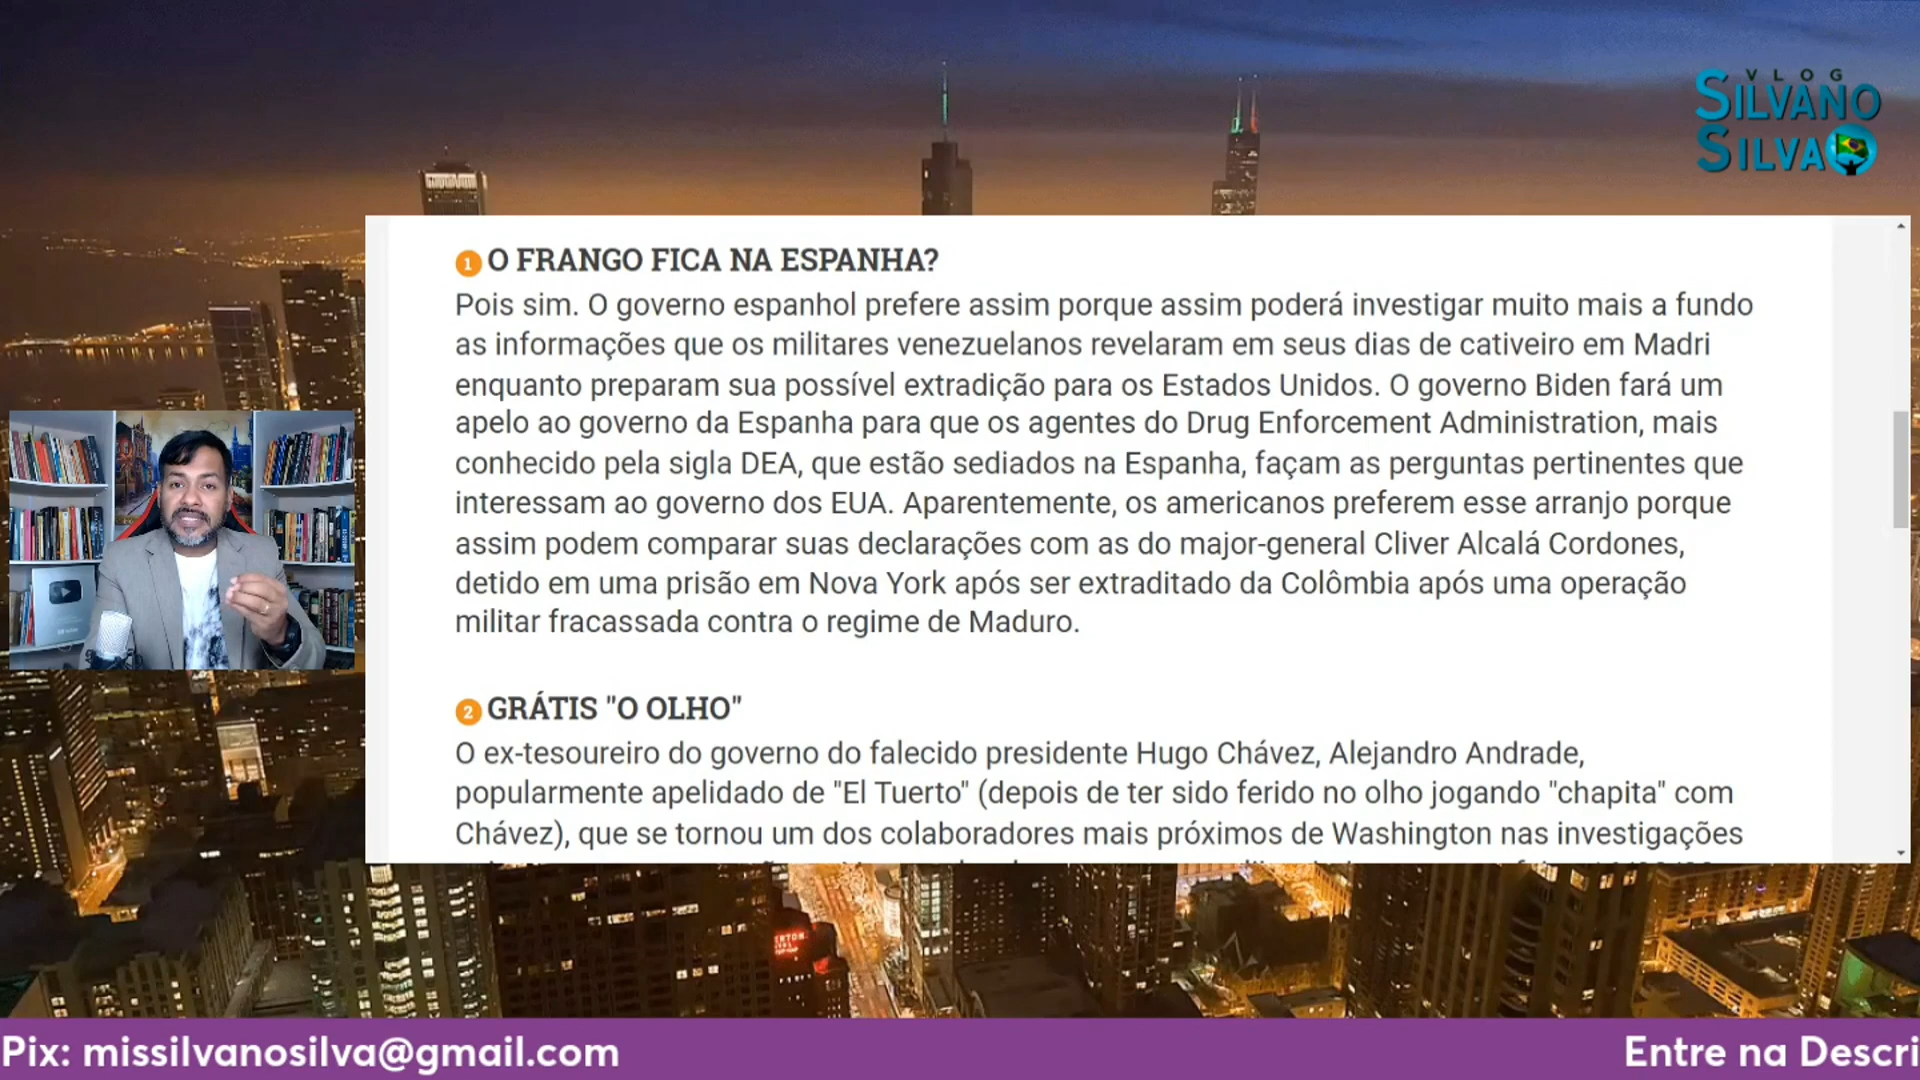 VLOG
SILVANO
SILVA
1 O FRANGO FICA NA ESPANHA?
Pois sim. O governo espanhol prefere assim porque assim poderá investigar muito mais a fundo
as informações que os militares venezuelanos revelaram em seus dias de cativeiro em Madri
enquanto preparam sua possível extradição para os Estados Unidos. O governo Biden fará um
apelo ao governo da Espanha para que os agentes do Drug Enforcement Administration, mais
conhecido pela sigla DEA, que estão sediados na Espanha, façam as perguntas pertinentes que
interessam ao governo dos EUA. Aparentemente, os americanos preferem esse arranjo porque
assim podem comparar suas declarações com as do major-general Cliver Alcalá Cordones,
detido em uma prisão em Nova York após ser extraditado da Colômbia após uma operação
militar fracassada contra o regime de Maduro.
2 GRÁTIS "O OLHO"
O ex-tesoureiro do governo do falecido presidente Hugo Chávez, Alejandro Andrade,
popularmente apelidado de "El Tuerto" (depois de ter sido ferido no olho jogando "chapita" com
Chávez), que se tornou um dos colaboradores mais próximos de Washington nas investigações
Pix: missilvanosilva@gmail.com
Entre na Descri